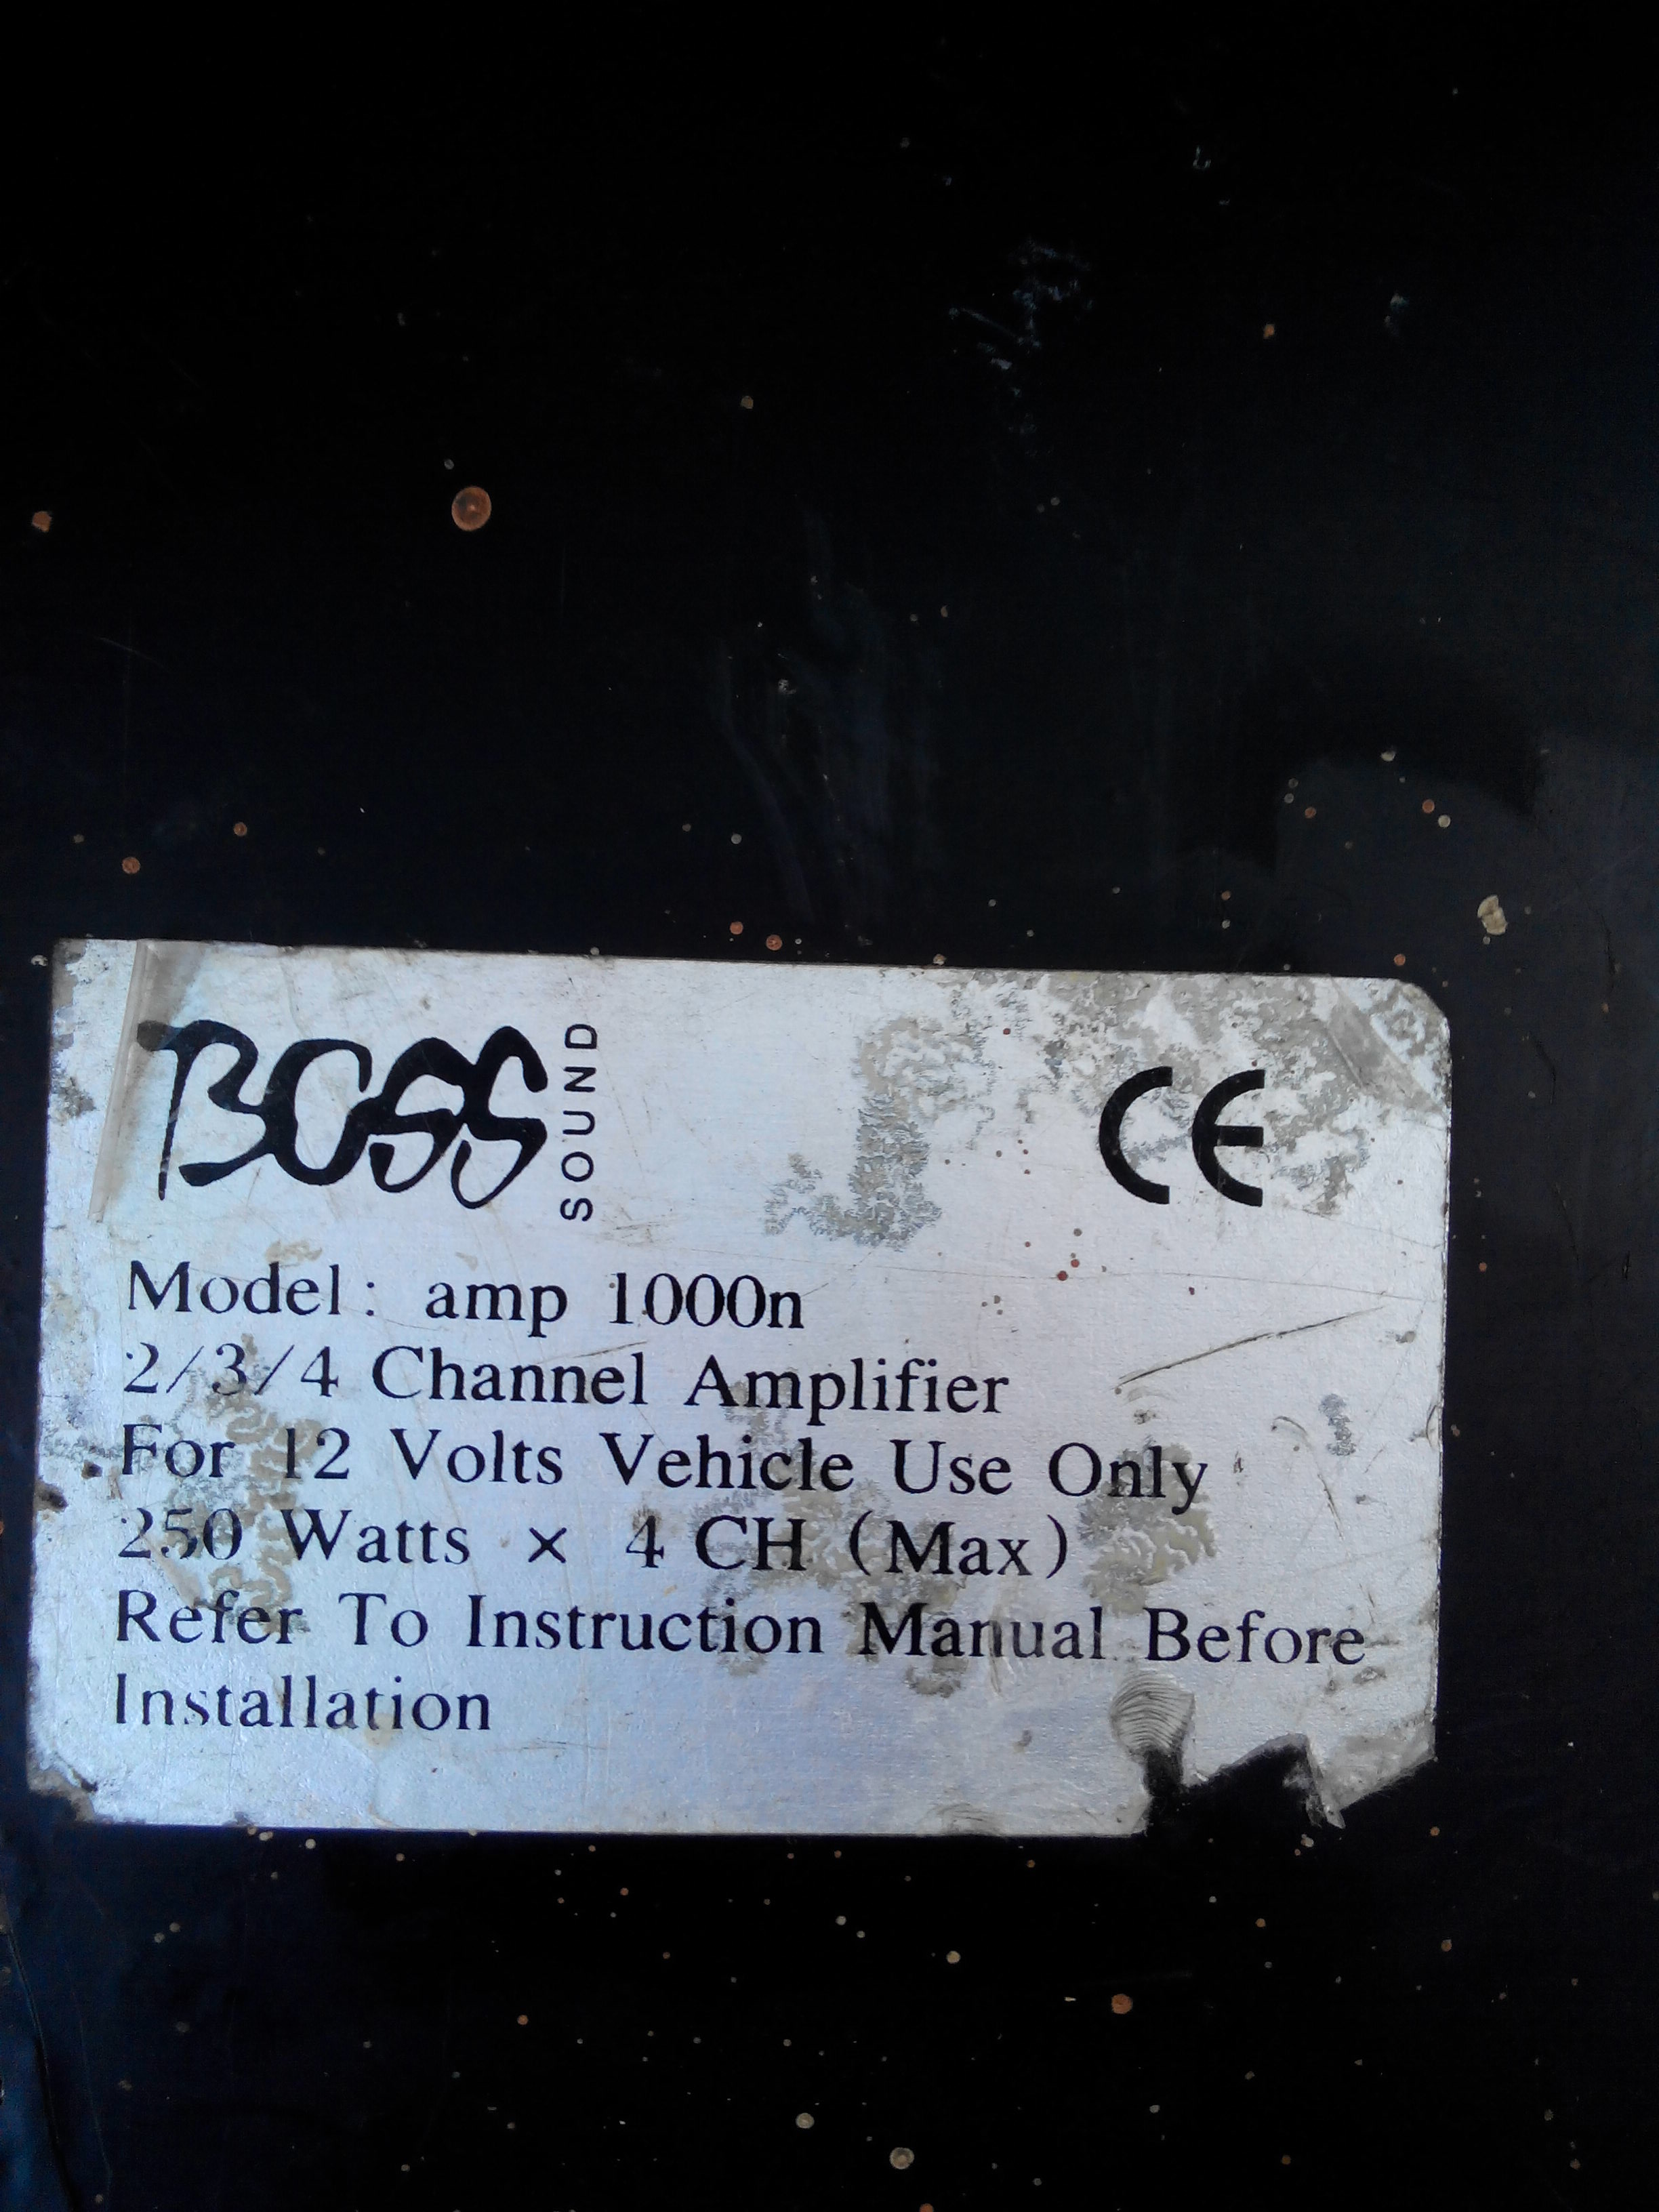 BOSS SOUND
CE
Model: amp 1000n
2/3/4 Channel Amplifier
For 12 Volts Vehicle Use Only
250 Watts × 4 CH (Max)
Refer To Instruction Manual Before
Installation